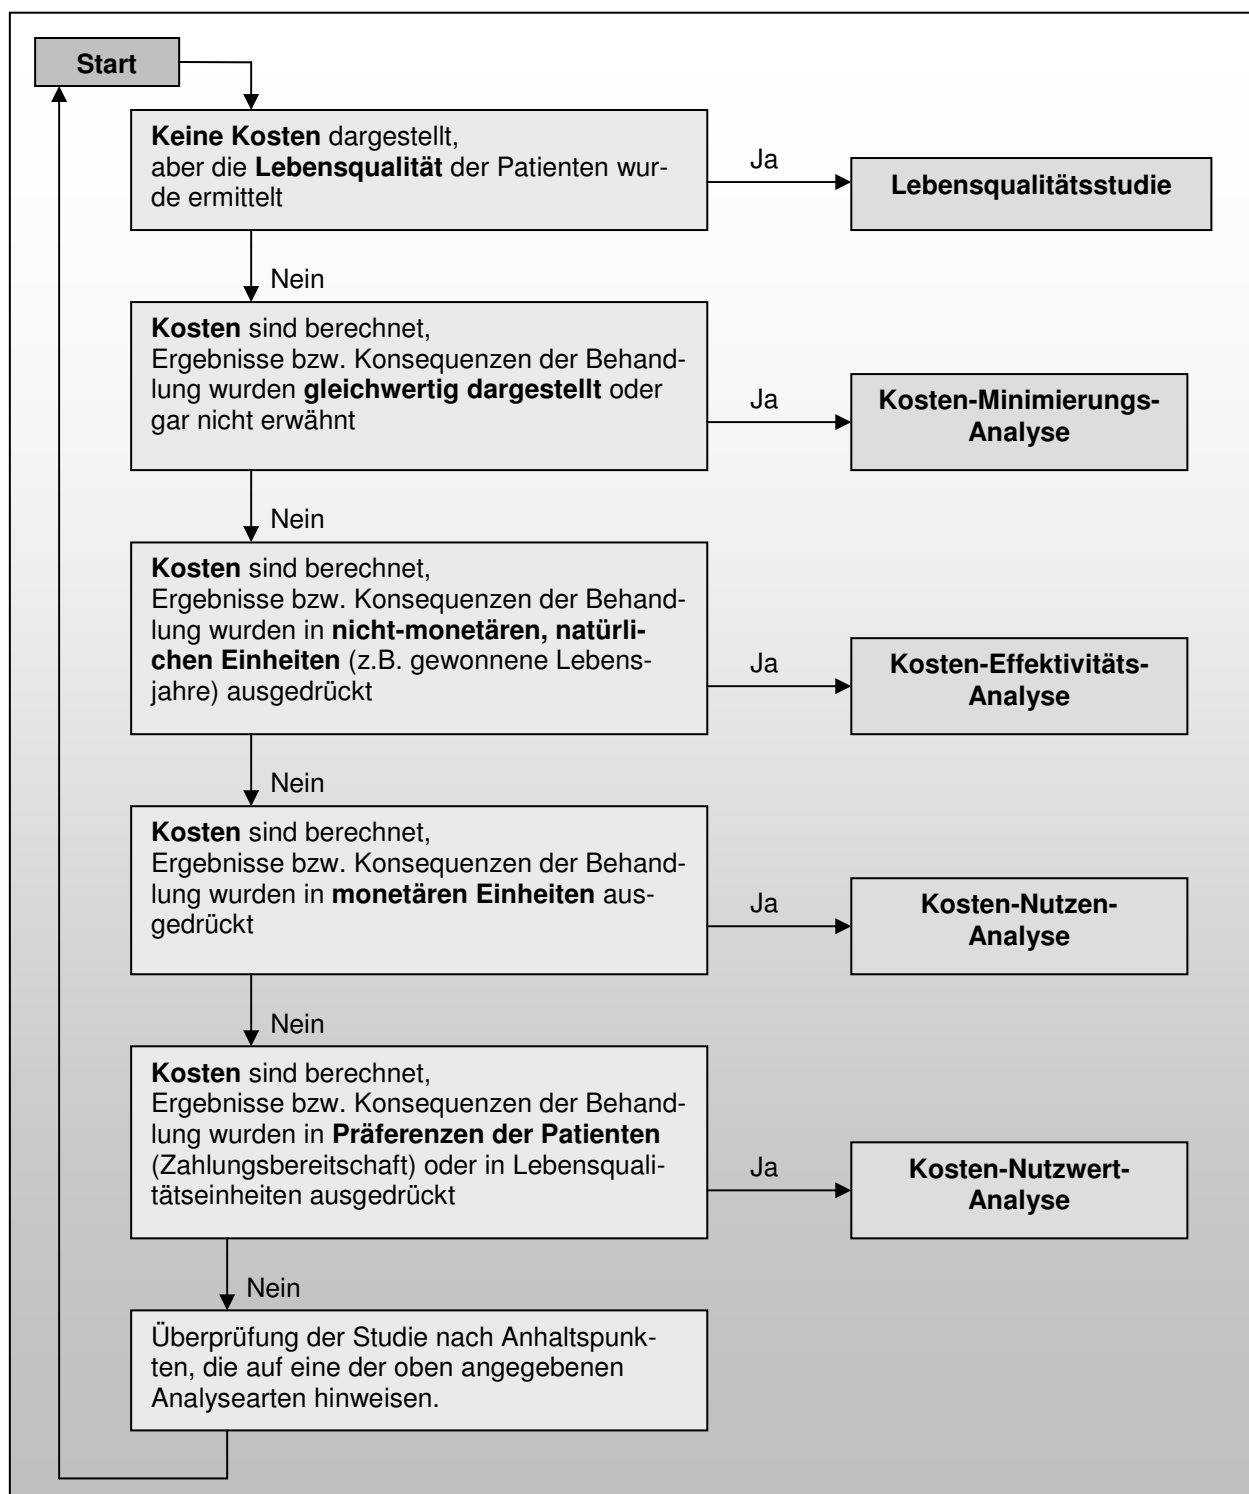 Start
Keine Kosten dargestellt,
aber die Lebensqualität der Patienten wur-
de ermittelt
Ja
Lebensqualitätsstudie
Nein
Kosten sind berechnet,
Ergebnisse bzw. Konsequenzen der Behand-
lung wurden gleichwertig dargestellt oder
gar nicht erwähnt
Ja
Kosten-Minimierungs-
Analyse
Nein
Kosten sind berechnet,
Ergebnisse bzw. Konsequenzen der Behand-
lung wurden in nicht-monetären, natürli-
chen Einheiten (z.B. gewonnene Lebens-
jahre) ausgedrückt
Ja
Kosten-Effektivitäts-
Analyse
Nein
Kosten sind berechnet,
Ergebnisse bzw. Konsequenzen der Behand-
lung wurden in monetären Einheiten aus-
gedrückt
Ja
Kosten-Nutzen-
Analyse
Nein
Kosten sind berechnet,
Ergebnisse bzw. Konsequenzen der Behand-
lung wurden in Präferenzen der Patienten
(Zahlungsbereitschaft) oder in Lebensquali-
tätseinheiten ausgedrückt
Ja
Kosten-Nutzwert-
Analyse
Nein
Überprüfung der Studie nach Anhaltspunk-
ten, die auf eine der oben angegebenen
Analysearten hinweisen.